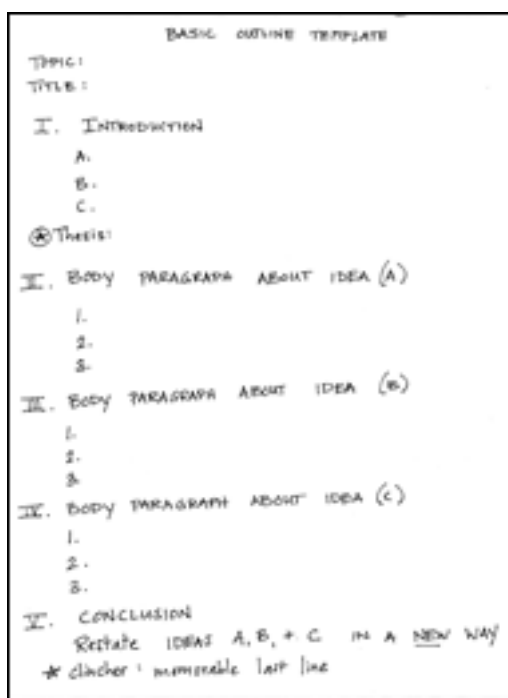 BASIC OUTLINE TEMPLATE
TOPIC:
TITLE:
I. INTRODUCTION
A.
B.
C.
* Thesis:
II. BODY PARAGRAPH ABOUT IDEA (A)
1.
2.
3.
III. BODY PARAGRAPH ABOUT IDEA (B)
1.
2.
3.
IV. BODY PARAGRAPH ABOUT IDEA (C)
1.
2.
3.
V. CONCLUSION
Restate IDEAS A, B, + C IN A NEW WAY
* clincher: memorable last line